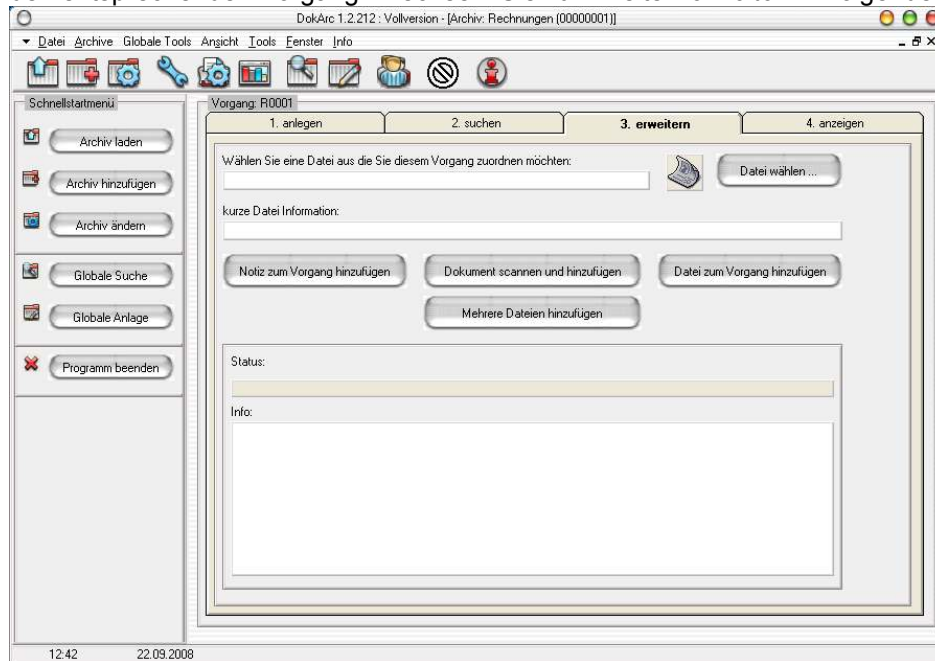 DokArc 1.2.212 : Vollversion - [Archiv: Rechnungen (00000001)]
Datei Archive Globale Tools Ansicht Tools Fenster Info
Schnellstartmenü
Archiv laden
Archiv hinzufügen
Archiv ändern
Globale Suche
Globale Anlage
Programm beenden
Vorgang: R0001
1. anlegen 2. suchen 3. erweitern 4. anzeigen
Wählen Sie eine Datei aus die Sie diesem Vorgang zuordnen möchten:
Datei wählen ...
kurze Datei Information:
Notiz zum Vorgang hinzufügen Dokument scannen und hinzufügen Datei zum Vorgang hinzufügen
Mehrere Dateien hinzufügen
Status:
Info:
12:42 22.09.2008